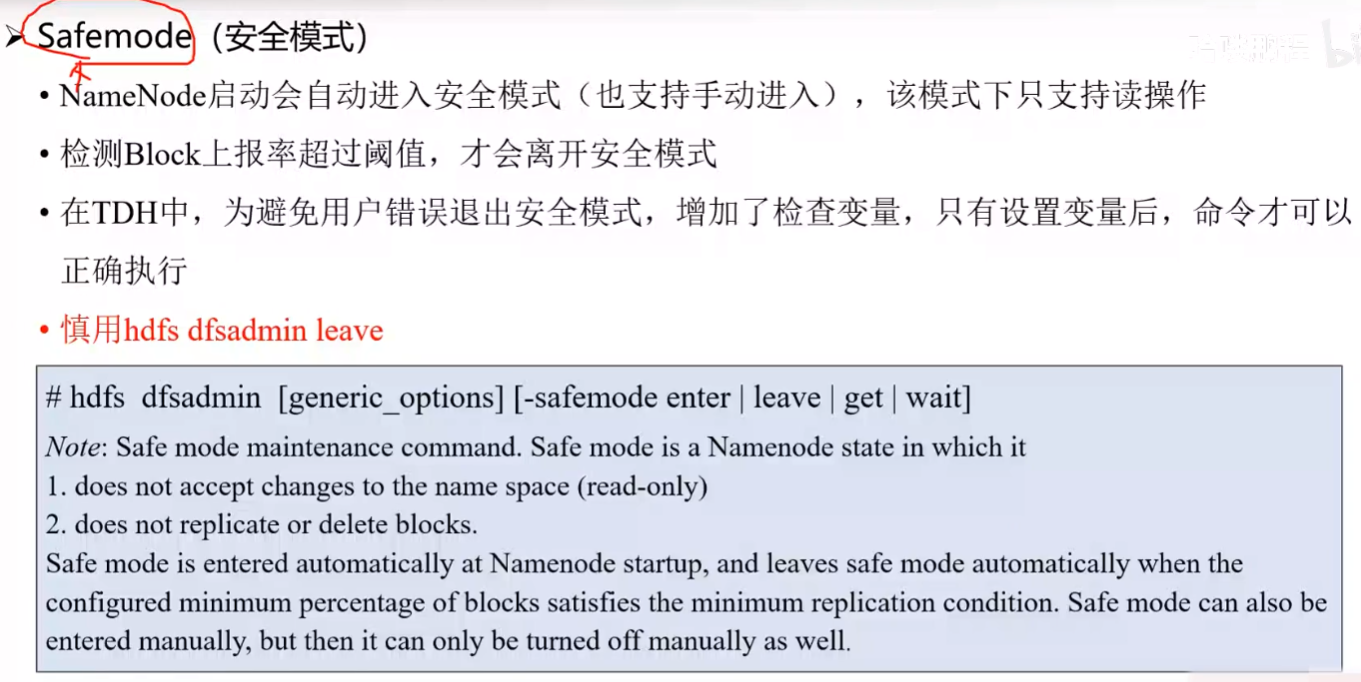 ➢ Safemode（安全模式）
• NameNode启动会自动进入安全模式（也支持手动进入），该模式下只支持读操作
• 检测Block上报率超过阈值，才会离开安全模式
• 在TDH中，为避免用户错误退出安全模式，增加了检查变量，只有设置变量后，命令才可以
正确执行
• 慎用hdfs dfsadmin leave
# hdfs dfsadmin [generic_options] [-safemode enter | leave | get | wait]
Note: Safe mode maintenance command. Safe mode is a Namenode state in which it
1. does not accept changes to the name space (read-only)
2. does not replicate or delete blocks.
Safe mode is entered automatically at Namenode startup, and leaves safe mode automatically when the
configured minimum percentage of blocks satisfies the minimum replication condition. Safe mode can also be
entered manually, but then it can only be turned off manually as well.